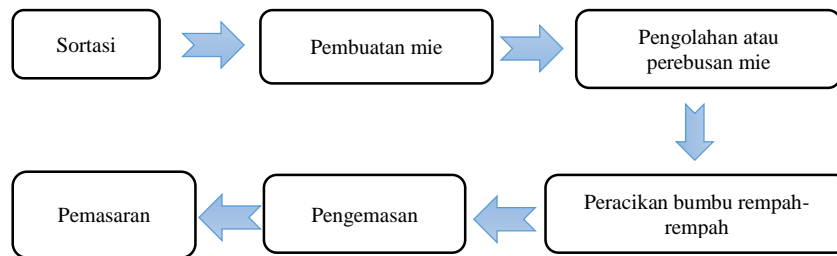 Sortasi
Pembuatan mie
Pengolahan atau
perebusan mie
Peracikan bumbu rempah-
rempah
Pengemasan
Pemasaran